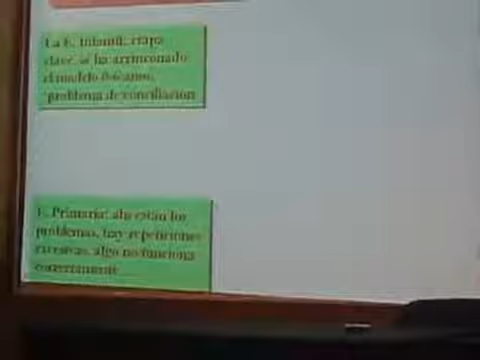 La E. Infantil: etapa
clave, se ha arrinconado
el modelo 0-6 años,
"problema de conciliación
E. Primaria: ahí están los
problemas, hay repeticiones
excesivas, algo no funciona
correctamente